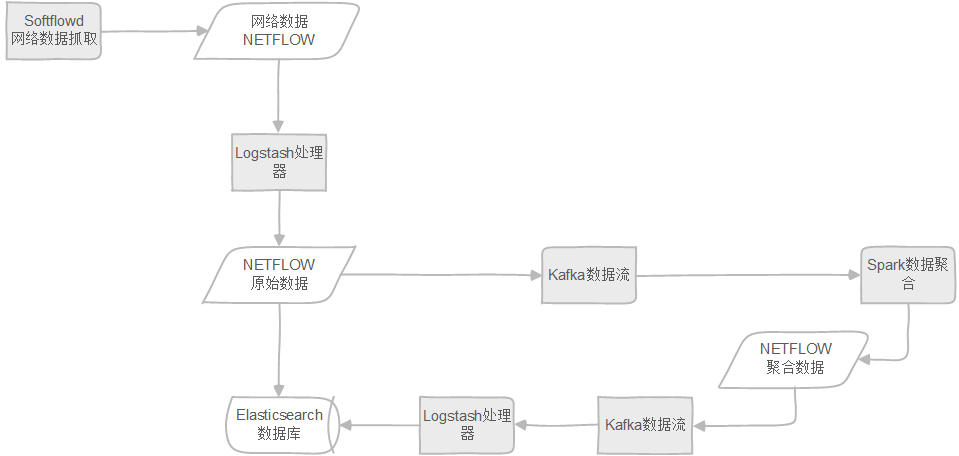 Softflowd
网络数据抓取
网络数据
NETFLOW
Logstash处理
器
NETFLOW
原始数据
Kafka数据流
Spark数据聚
合
NETFLOW
聚合数据
Elasticsearch
数据库
Logstash处理
器
Kafka数据流